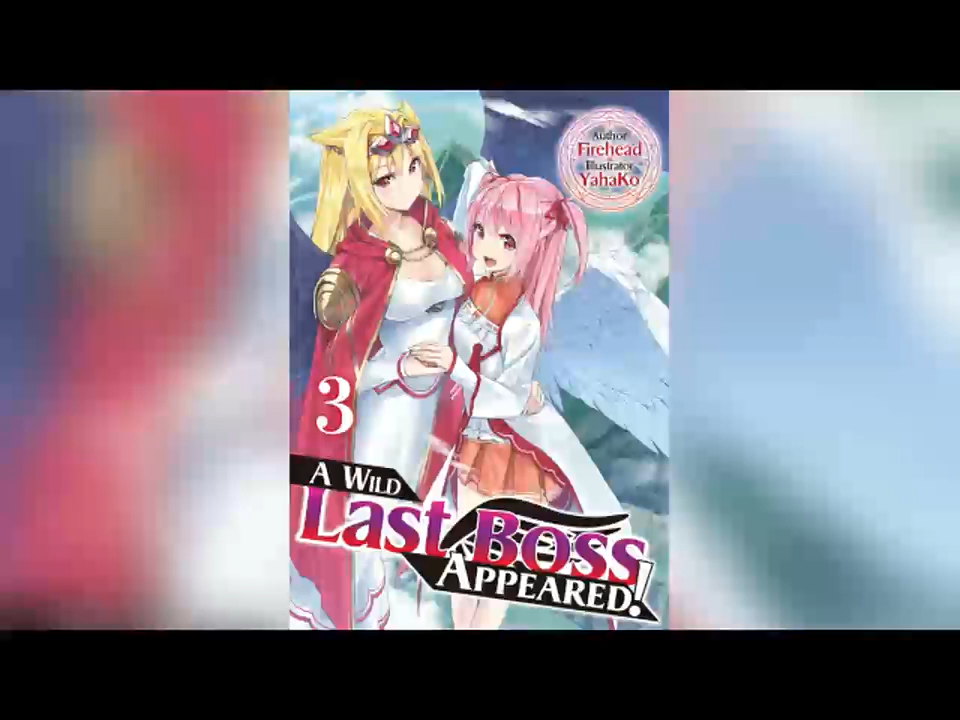 Author
Firehead
Illustrator
YahaKo
3
A Wild
Last Boss
Appeared!